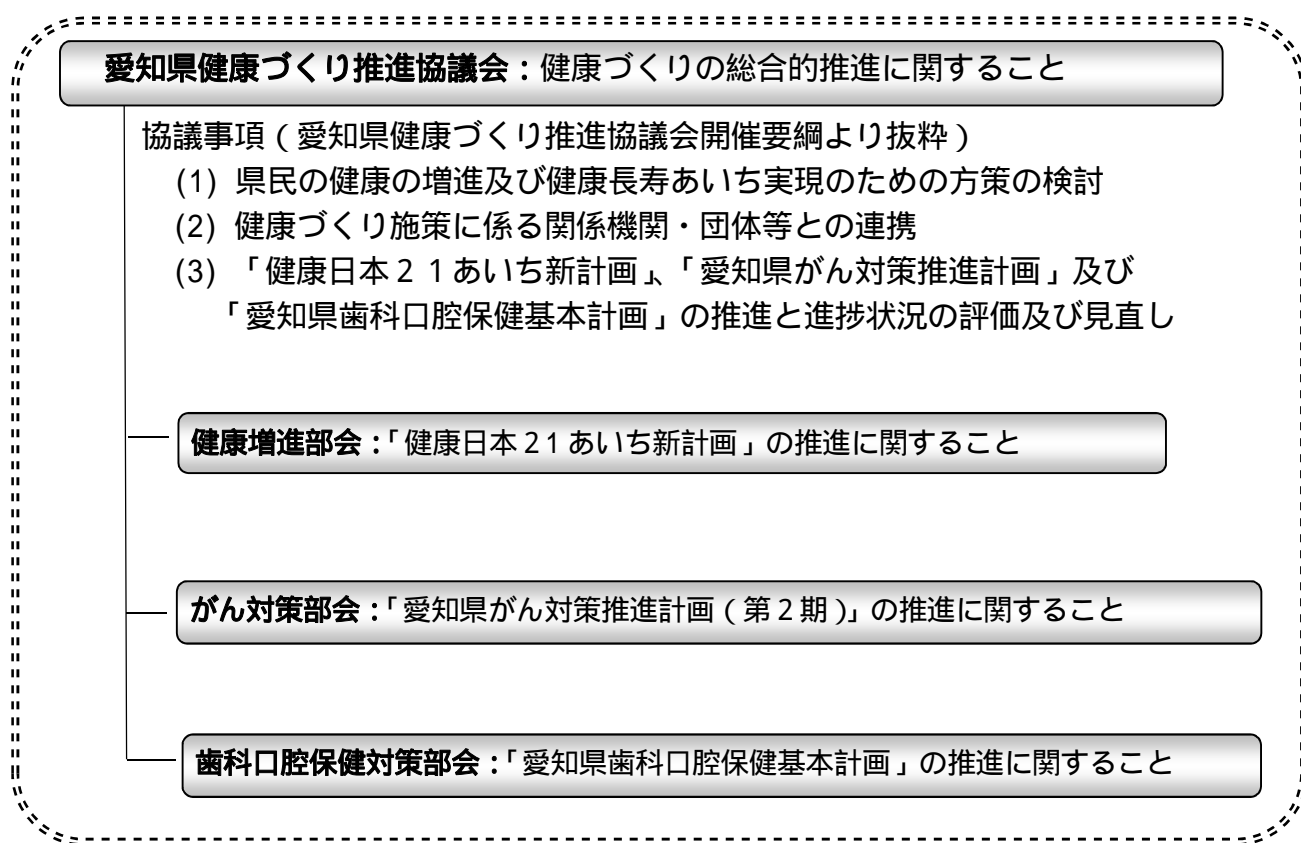 愛知県健康づくり推進協議会：健康づくりの総合的推進に関すること
協議事項（愛知県健康づくり推進協議会開催要綱より抜粋）
(1) 県民の健康の増進及び健康長寿あいち実現のための方策の検討
(2) 健康づくり施策に係る関係機関・団体等との連携
(3) 「健康日本２１あいち新計画」、「愛知県がん対策推進計画」及び
「愛知県歯科口腔保健基本計画」の推進と進捗状況の評価及び見直し
健康増進部会：「健康日本２１あいち新計画」の推進に関すること
がん対策部会：「愛知県がん対策推進計画（第２期）」の推進に関すること
歯科口腔保健対策部会：「愛知県歯科口腔保健基本計画」の推進に関すること